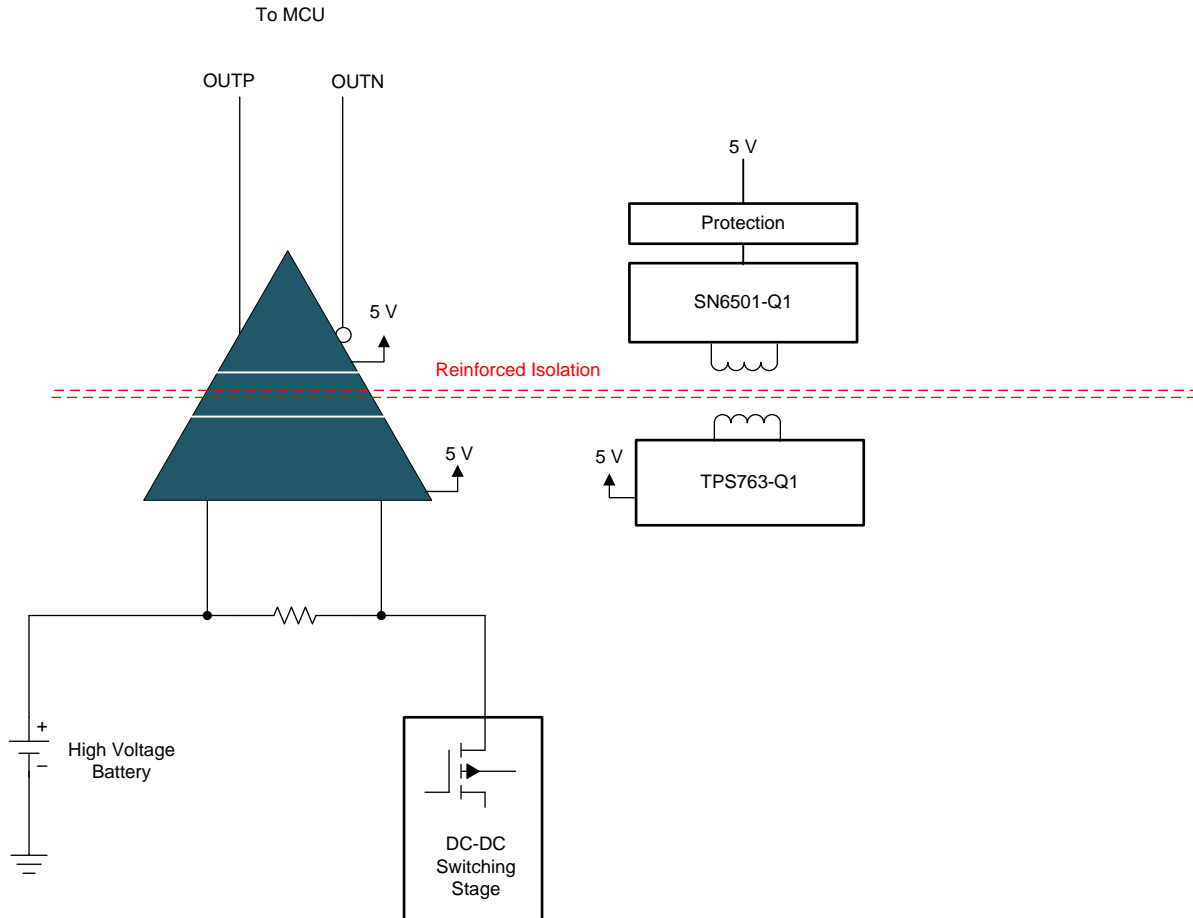 To MCU
OUTP
OUTN
5 V
Protection
SN6501-Q1
5 V
Reinforced Isolation
5 V
5 V
TPS763-Q1
+
−
High Voltage
Battery
DC-DC
Switching
Stage